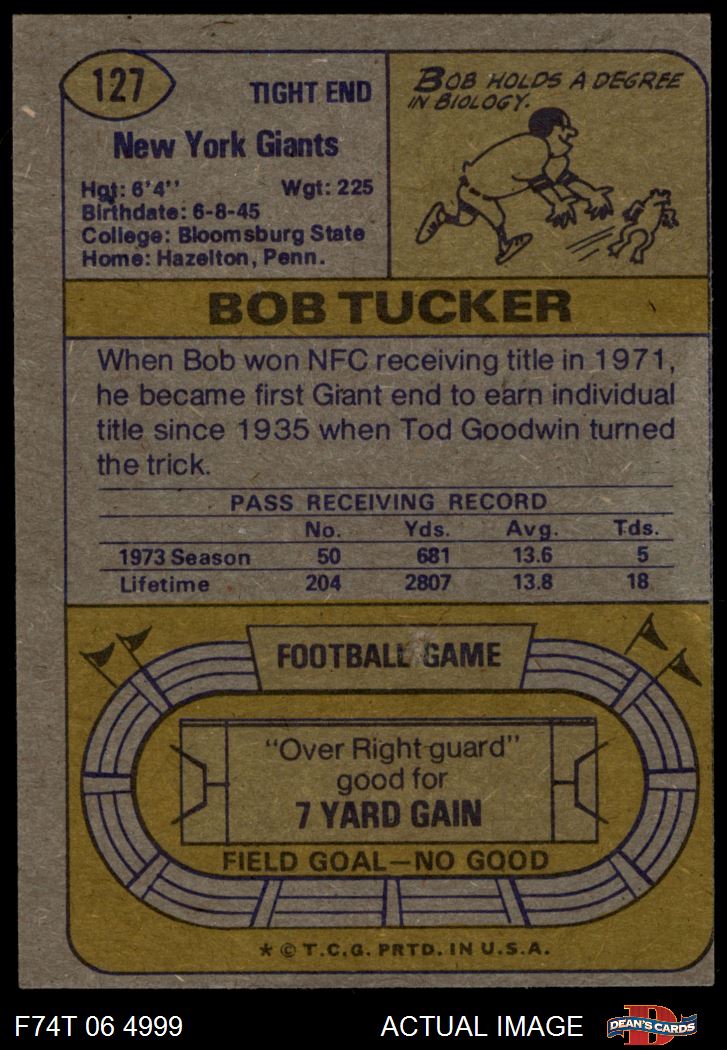 127
TIGHT END
New York Giants
Hgt: 6'4'' Wgt: 225
Birthdate: 6-8-45
College: Bloomsburg State
Home: Hazelton, Penn.
BOB HOLDS A DEGREE
IN BIOLOGY.
BOB TUCKER
When Bob won NFC receiving title in 1971,
he became first Giant end to earn individual
title since 1935 when Tod Goodwin turned
the trick.
PASS RECEIVING RECORD
No. Yds. Avg. Tds.
1973 Season 50 681 13.6 5
Lifetime 204 2807 13.8 18
FOOTBALL GAME
"Over Right guard"
good for
7 YARD GAIN
FIELD GOAL—NO GOOD
* © T.C.G. PRTD. IN U.S.A.
F74T 06 4999 ACTUAL IMAGE
D
DEAN'S CARDS